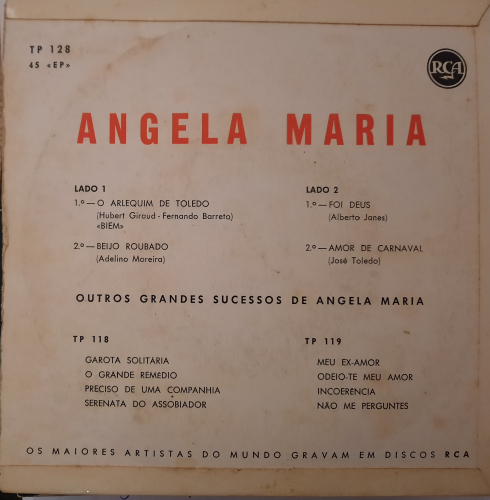 TP 128
45 «EP»
RCA
ANGELA MARIA
LADO 1
1.º — O ARLEQUIM DE TOLEDO
(Hubert Giraud - Fernando Barreto)
«BIEM»
2.º — BEIJO ROUBADO
(Adelino Moreira)
LADO 2
1.º — FOI DEUS
(Alberto Janes)
2.º — AMOR DE CARNAVAL
(José Toledo)
OUTROS GRANDES SUCESSOS DE ANGELA MARIA
TP 118
GAROTA SOLITÁRIA
O GRANDE REMÉDIO
PRECISO DE UMA COMPANHIA
SERENATA DO ASSOBIADOR
TP 119
MEU EX-AMOR
ODEIO-TE MEU AMOR
INCOERÊNCIA
NÃO ME PERGUNTES
OS MAIORES ARTISTAS DO MUNDO GRAVAM EM DISCOS RCA